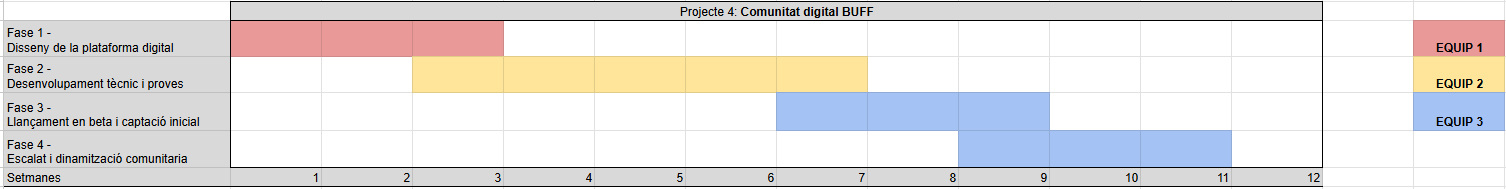 Projecte 4: Comunitat digital BUFF
Fase 1 -
Disseny de la plataforma digital
EQUIP 1
Fase 2 -
Desenvolupament tècnic i proves
EQUIP 2
Fase 3 -
Llançament en beta i captació inicial
EQUIP 3
Fase 4 -
Escalat i dinamització comunitaria
Setmanes 1 2 3 4 5 6 7 8 9 10 11 12